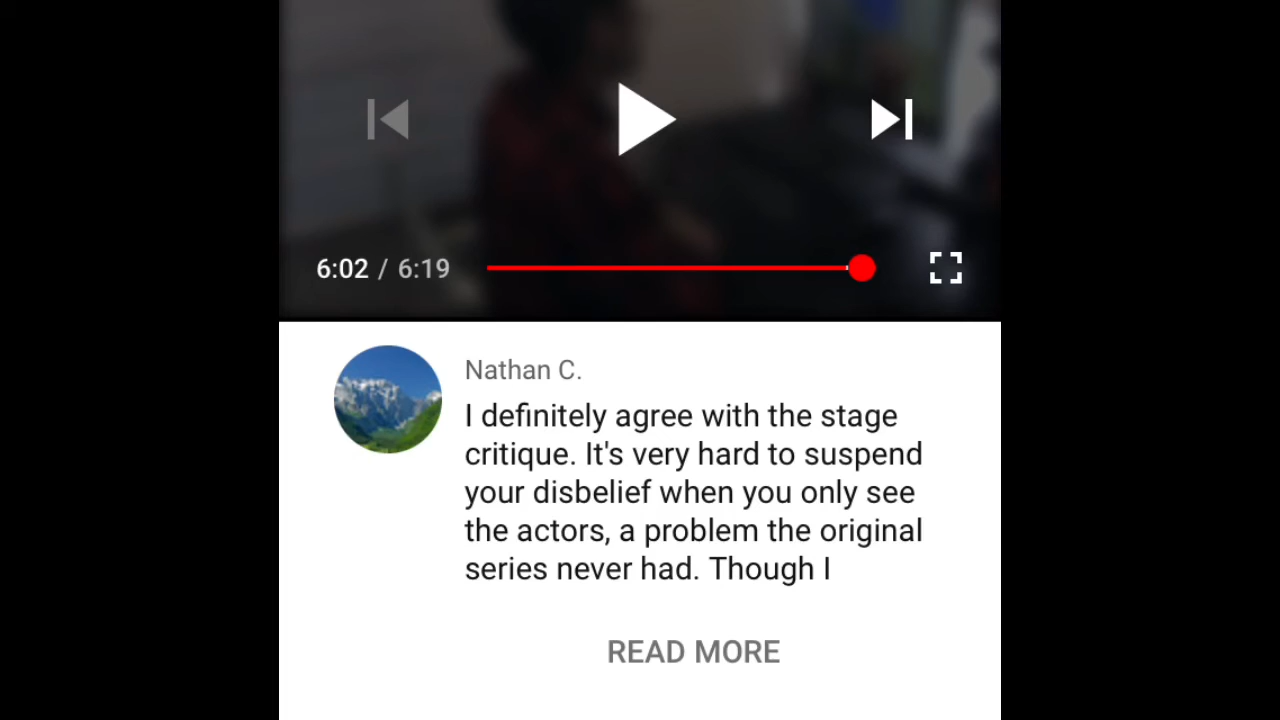 6:02 / 6:19
Nathan C.
I definitely agree with the stage
critique. It's very hard to suspend
your disbelief when you only see
the actors, a problem the original
series never had. Though I
READ MORE